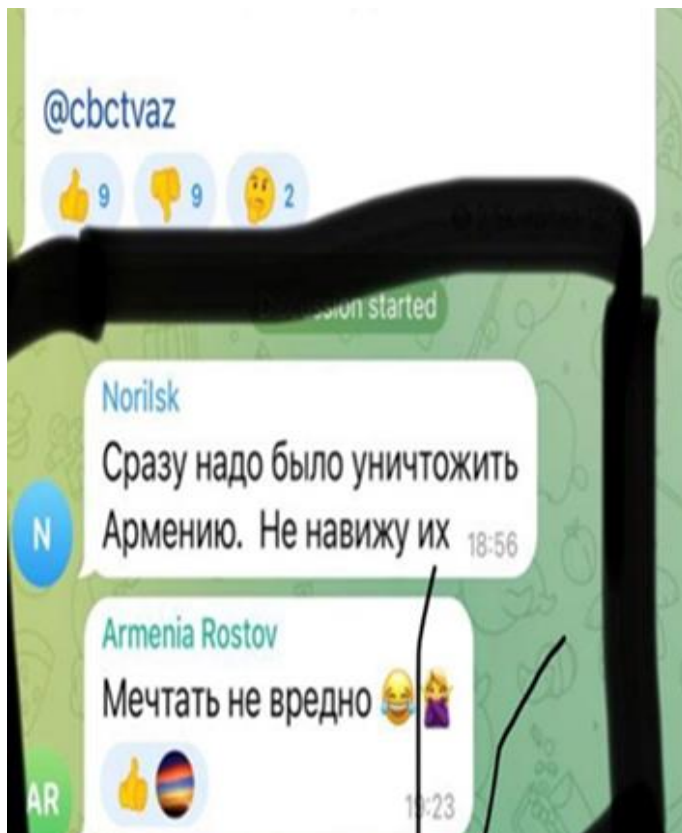 @cbctvaz
9 9 2
started
Norilsk
Сразу надо было уничтожить
Армению. Не навижу их 18:56
N
Armenia Rostov
Мечтать не вредно 😂
AR